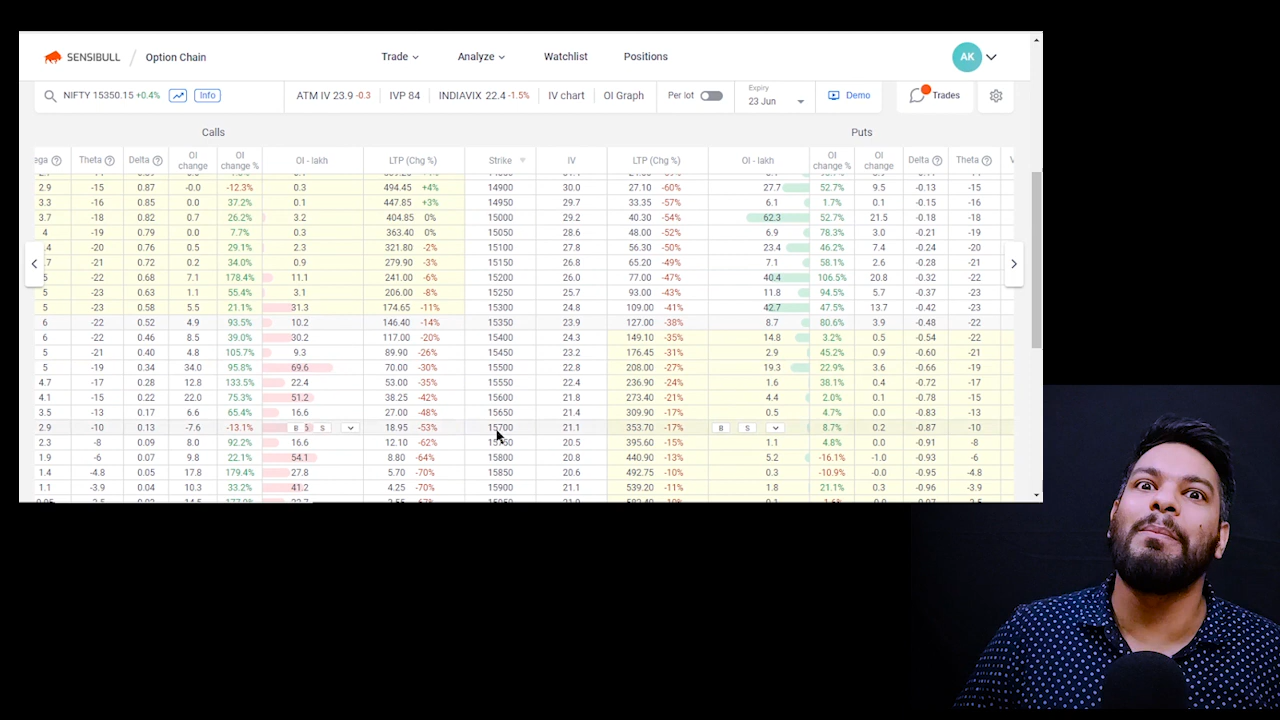 SENSIBULL / Option Chain Trade Analyze Watchlist Positions AK
NIFTY 15350.15 +0.4% Info ATM IV 23.9 -0.3 IVP 84 INDIAVIX 22.4 -1.5% IV chart OI Graph Per lot Expiry 23 Jun Demo Trades
Calls Puts
ega Theta Delta OI change OI change % OI - lakh LTP (Chg %) Strike IV LTP (Chg %) OI - lakh OI change % OI change Delta Theta V
2.9 -13 0.87 -0.0 -12.3% 0.3 494.45 +4% 14900 30.0 27.10 -60% 27.7 52.7% 9.5 -0.13 -15
3.3 -16 0.85 0.0 37.2% 0.1 447.85 +3% 14950 29.7 33.35 -57% 6.1 1.7% 0.1 -0.15 -16
3.7 -18 0.82 0.7 26.2% 3.2 404.85 0% 15000 29.2 40.30 -54% 62.3 52.7% 21.5 -0.18 -18
4 -19 0.79 0.0 7.7% 0.3 363.40 0% 15050 28.6 48.00 -52% 6.9 78.3% 3.0 -0.21 -19
.4 -20 0.76 0.5 29.1% 2.3 321.80 -2% 15100 27.8 56.30 -50% 23.4 46.2% 7.4 -0.24 -20
.7 -21 0.72 0.2 34.0% 0.9 279.90 -3% 15150 26.8 65.20 -49% 7.1 58.1% 2.6 -0.28 -21
5 -22 0.68 7.1 178.4% 11.1 241.00 -6% 15200 26.0 77.00 -47% 40.4 106.5% 20.8 -0.32 -22
5 -23 0.63 1.1 55.4% 3.1 206.00 -8% 15250 25.7 93.00 -43% 11.8 94.5% 5.7 -0.37 -23
5 -23 0.58 5.5 21.1% 31.3 174.65 -11% 15300 24.8 109.00 -41% 42.7 47.5% 13.7 -0.42 -23
6 -22 0.52 4.9 93.5% 10.2 146.40 -14% 15350 23.9 127.00 -38% 8.7 80.6% 3.9 -0.48 -22
6 -22 0.46 8.5 39.0% 30.2 117.00 -20% 15400 24.3 149.10 -35% 14.8 3.2% 0.5 -0.54 -22
5 -21 0.40 4.8 105.7% 9.3 89.90 -26% 15450 23.2 176.45 -31% 2.9 45.2% 0.9 -0.60 -21
5 -19 0.34 34.0 95.8% 69.6 70.00 -30% 15500 22.8 208.00 -27% 19.3 22.9% 3.6 -0.66 -19
4.7 -17 0.28 12.8 133.5% 22.4 53.00 -35% 15550 22.4 236.90 -24% 1.6 38.1% 0.4 -0.72 -17
4.1 -15 0.22 22.0 75.3% 51.2 38.25 -42% 15600 21.8 273.40 -21% 4.4 2.0% 0.1 -0.78 -15
3.5 -13 0.17 6.6 65.4% 16.6 27.00 -48% 15650 21.4 309.90 -17% 0.5 4.7% 0.0 -0.83 -13
2.9 -10 0.13 -7.6 -13.1% B S 18.95 -53% 15700 21.1 353.70 -17% B S 8.7% 0.2 -0.87 -10
2.3 -8 0.09 8.0 92.2% 16.6 12.10 -62% 20.5 395.60 -15% 1.1 4.8% 0.0 -0.91 -8
1.9 -6 0.07 9.8 22.1% 54.1 8.80 -64% 15800 20.8 440.90 -13% 5.2 -16.1% -1.0 -0.93 -6
1.4 -4.8 0.05 17.8 179.4% 27.8 5.70 -70% 15850 20.6 492.75 -10% 0.3 -10.9% -0.0 -0.95 -4.8
1.1 -3.9 0.04 10.3 33.2% 41.2 4.25 -70% 15900 21.1 539.20 -11% 1.8 21.1% 0.3 -0.96 -3.9